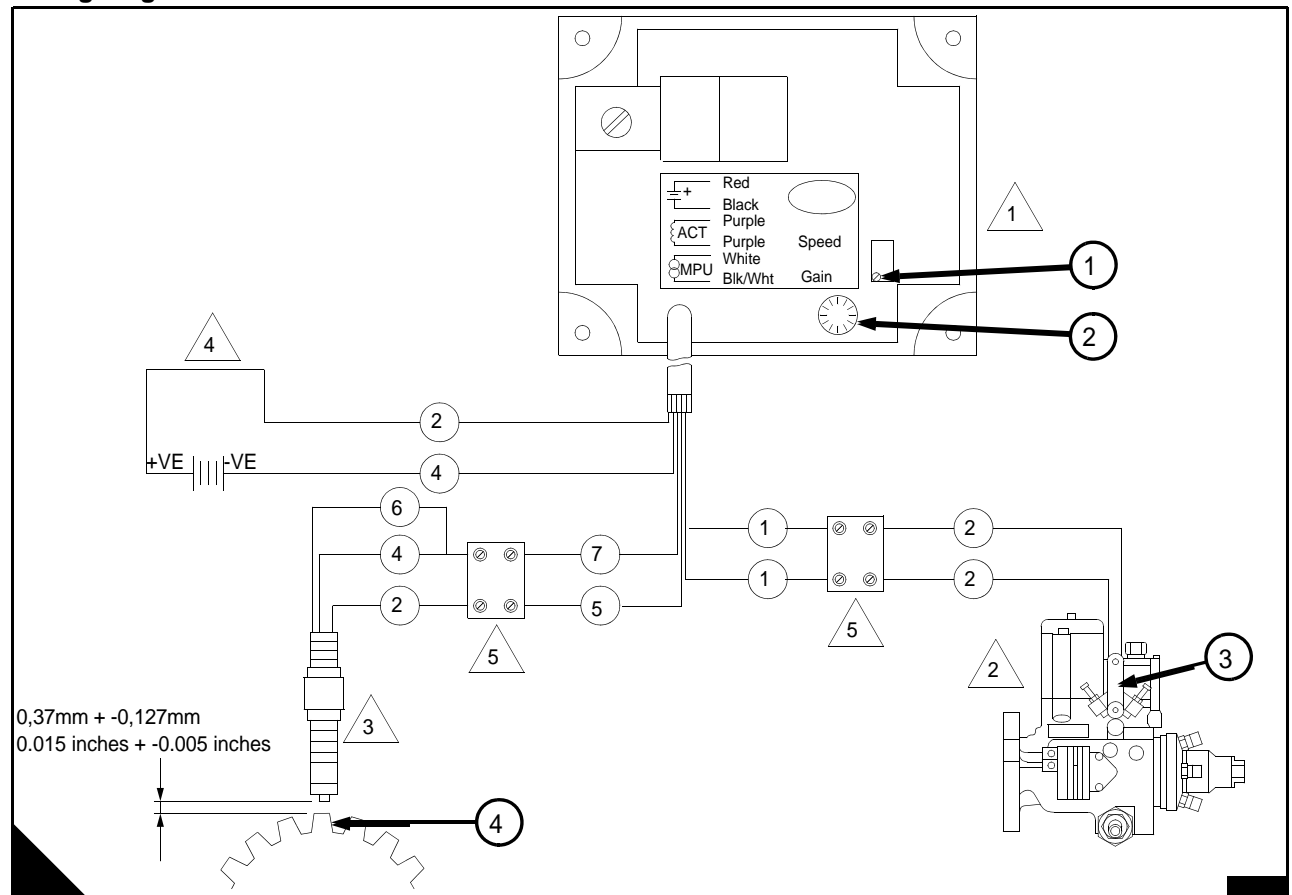 Red
Black
Purple
ACT
Purple
Speed
White
MPU
Blk/Wht
Gain
+
1
1
2
4
2
+VE
-VE
4
6
1
2
4
7
1
2
2
5
5
5
2
3
3
0,37mm + -0,127mm
0.015 inches + -0.005 inches
4